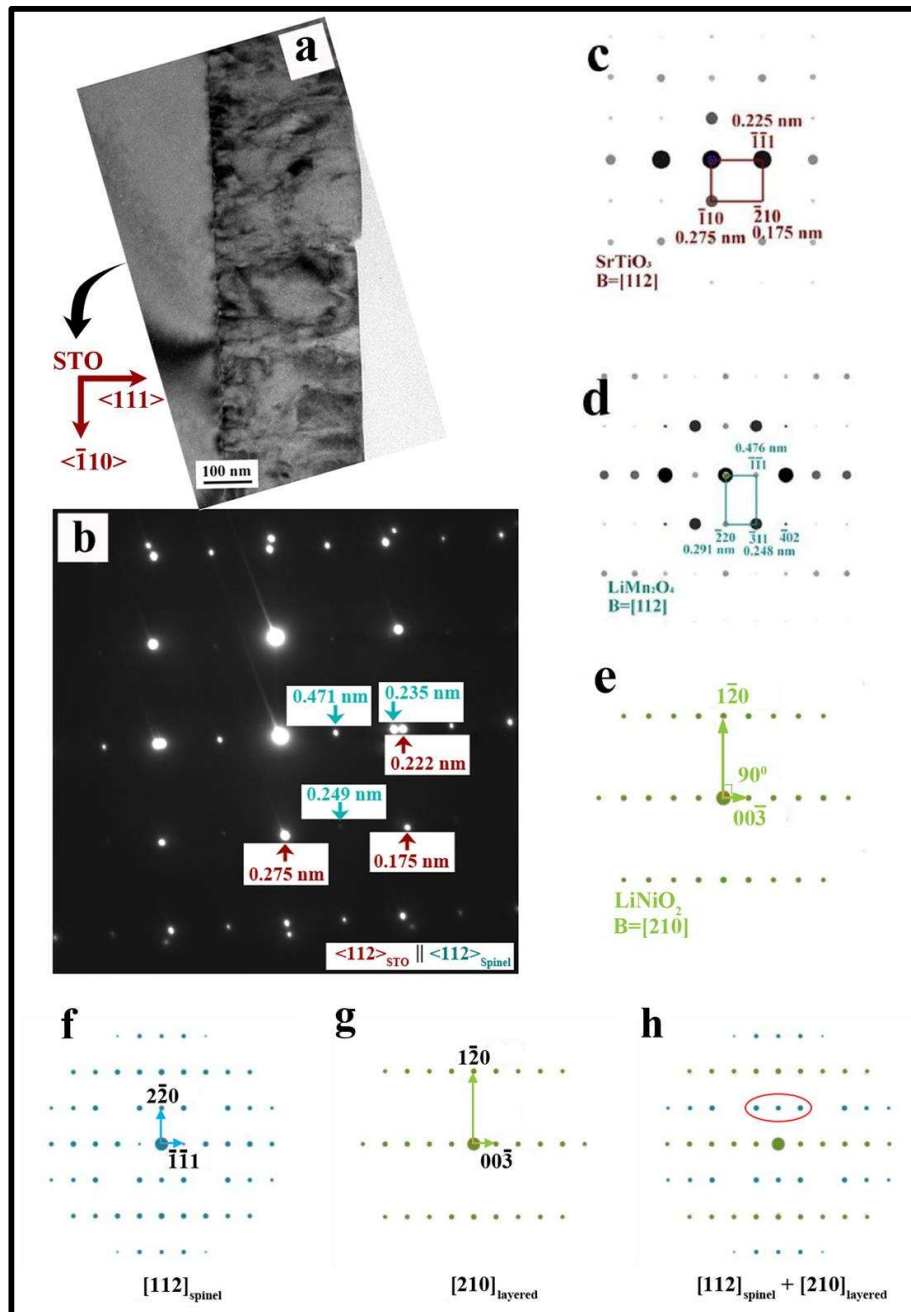 a
STO
<111>
<1̅10>
100 nm
b
0.471 nm
0.235 nm
0.222 nm
0.249 nm
0.275 nm
0.175 nm
<112>STO || <112>Spinel
c
0.225 nm
1̅1̅1
1̅10
2̅10
0.275 nm
0.175 nm
SrTiO₃
B=[112]
d
0.476 nm
1̅1̅1
2̅20
3̅11
4̅02
0.291 nm
0.248 nm
LiMn₂O₄
B=[112]
e
12̅0
90⁰
003̅
LiNiO₂
B=[210]
f
22̅0
1̅1̅1
[112]spinel
g
12̅0
003̅
[210]layered
h
[112]spinel + [210]layered